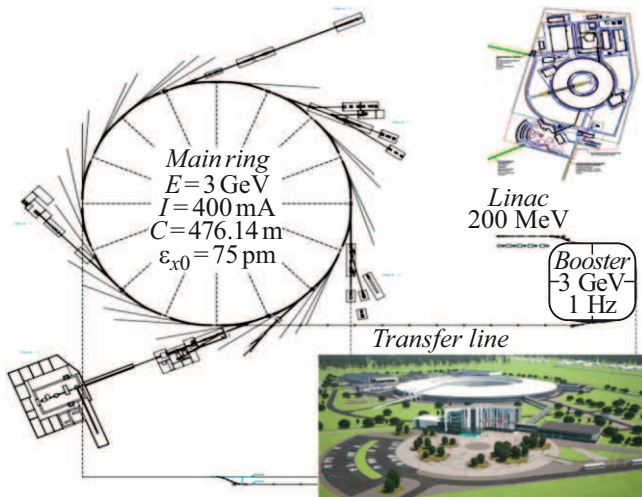 Main ring
E = 3 GeV
I = 400 mA
C = 476.14 m
εx0 = 75 pm
Linac
200 MeV
Booster
3 GeV
1 Hz
Transfer line